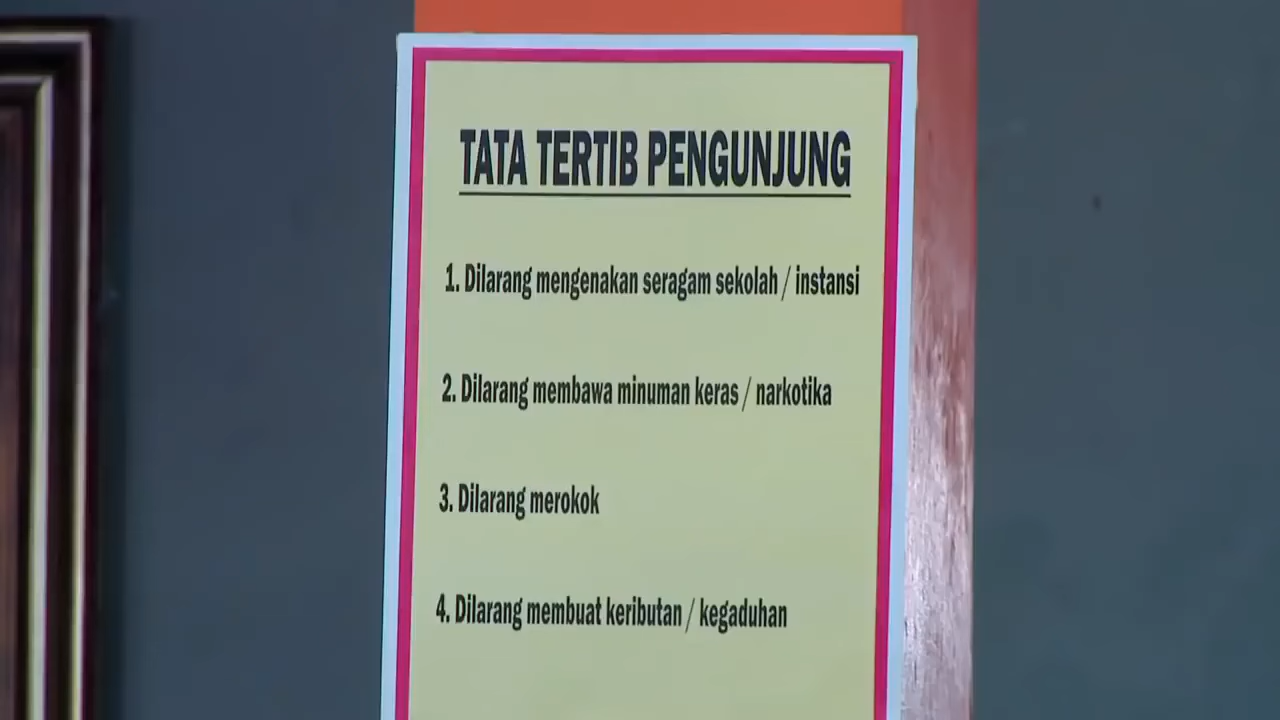 TATA TERTIB PENGUNJUNG
1. Dilarang mengenakan seragam sekolah / instansi
2. Dilarang membawa minuman keras / narkotika
3. Dilarang merokok
4. Dilarang membuat keributan / kegaduhan